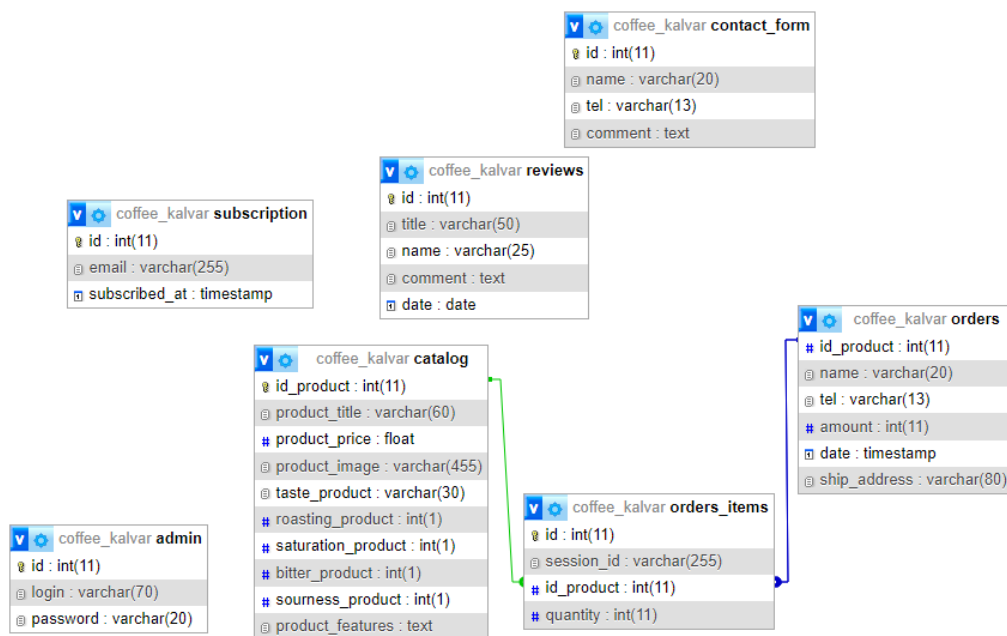 coffee_kalvar contact_form
id : int(11)
name : varchar(20)
tel : varchar(13)
comment : text
coffee_kalvar reviews
id : int(11)
title : varchar(50)
name : varchar(25)
comment : text
date : date
coffee_kalvar subscription
id : int(11)
email : varchar(255)
subscribed_at : timestamp
coffee_kalvar orders
# id_product : int(11)
name : varchar(20)
tel : varchar(13)
# amount : int(11)
date : timestamp
ship_address : varchar(80)
coffee_kalvar catalog
id_product : int(11)
product_title : varchar(60)
# product_price : float
product_image : varchar(455)
taste_product : varchar(30)
# roasting_product : int(1)
# saturation_product : int(1)
# bitter_product : int(1)
# sourness_product : int(1)
product_features : text
coffee_kalvar orders_items
id : int(11)
session_id : varchar(255)
# id_product : int(11)
# quantity : int(11)
coffee_kalvar admin
id : int(11)
login : varchar(70)
password : varchar(20)